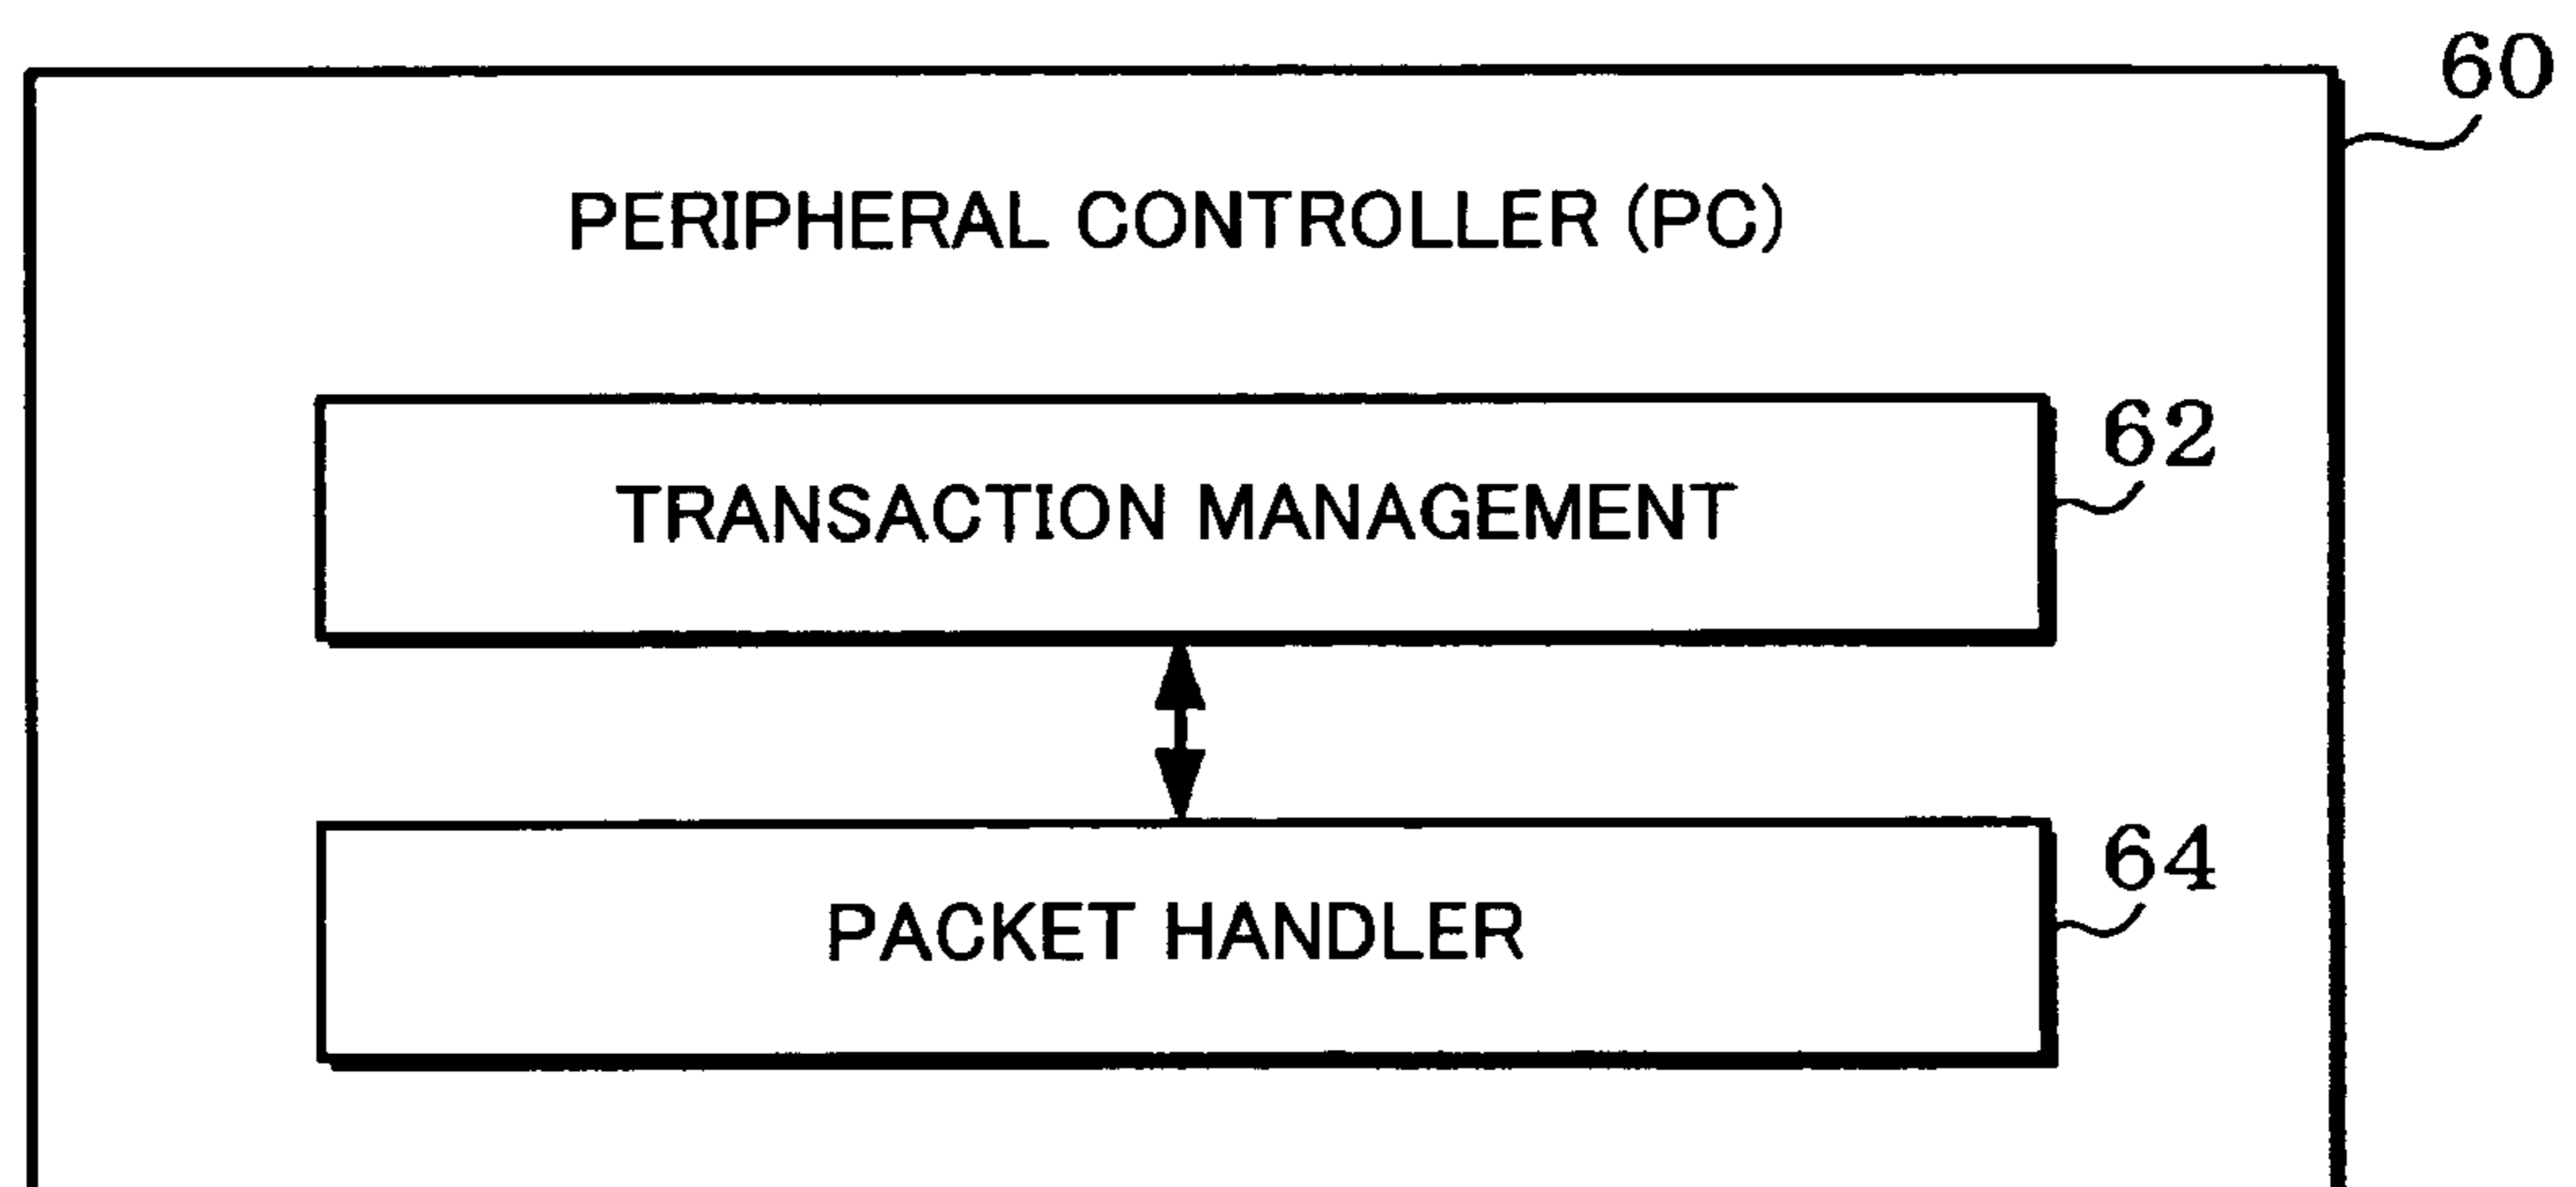 60
PERIPHERAL CONTROLLER (PC)
62
TRANSACTION MANAGEMENT
64
PACKET HANDLER